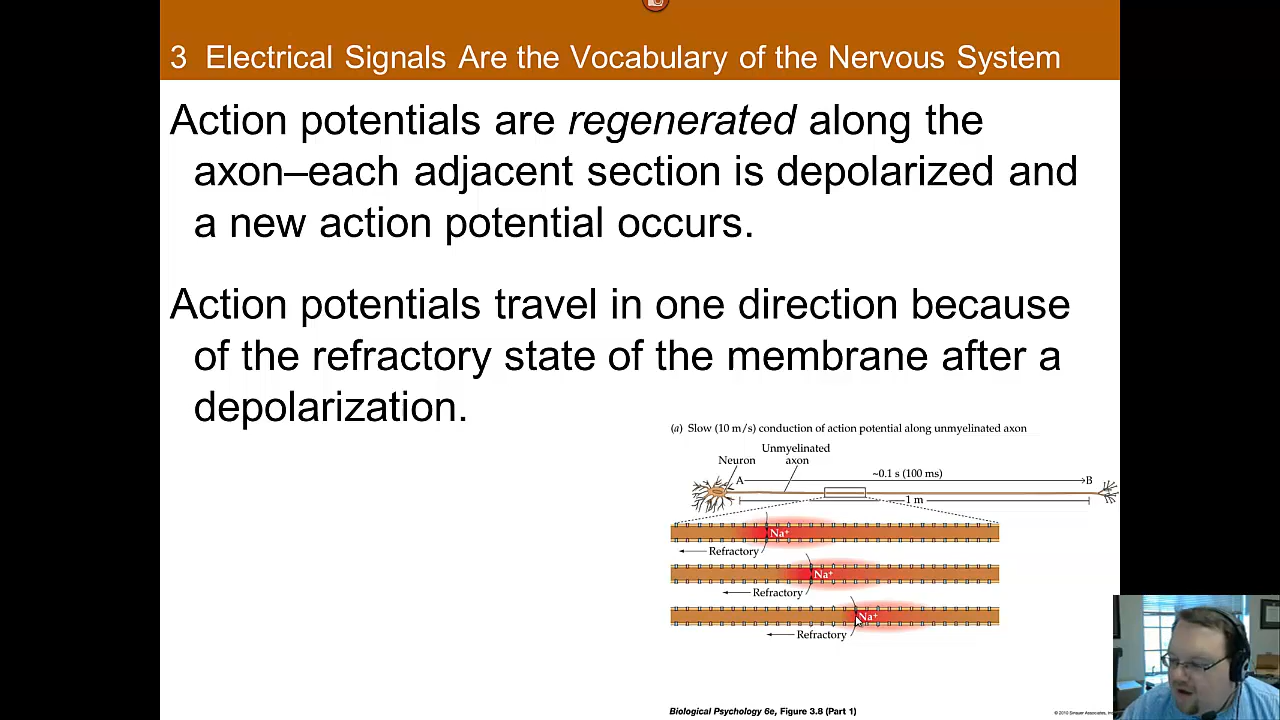 3 Electrical Signals Are the Vocabulary of the Nervous System
Action potentials are regenerated along the
axon–each adjacent section is depolarized and
a new action potential occurs.
Action potentials travel in one direction because
of the refractory state of the membrane after a
depolarization.
(a) Slow (10 m/s) conduction of action potential along unmyelinated axon
Unmyelinated
axon
Neuron
A
~0.1 s (100 ms)
B
1 m
Na⁺
Refractory
Na⁺
Refractory
Na⁺
Refractory
Biological Psychology 6e, Figure 3.8 (Part 1)
© 2010 Sinauer Associates,